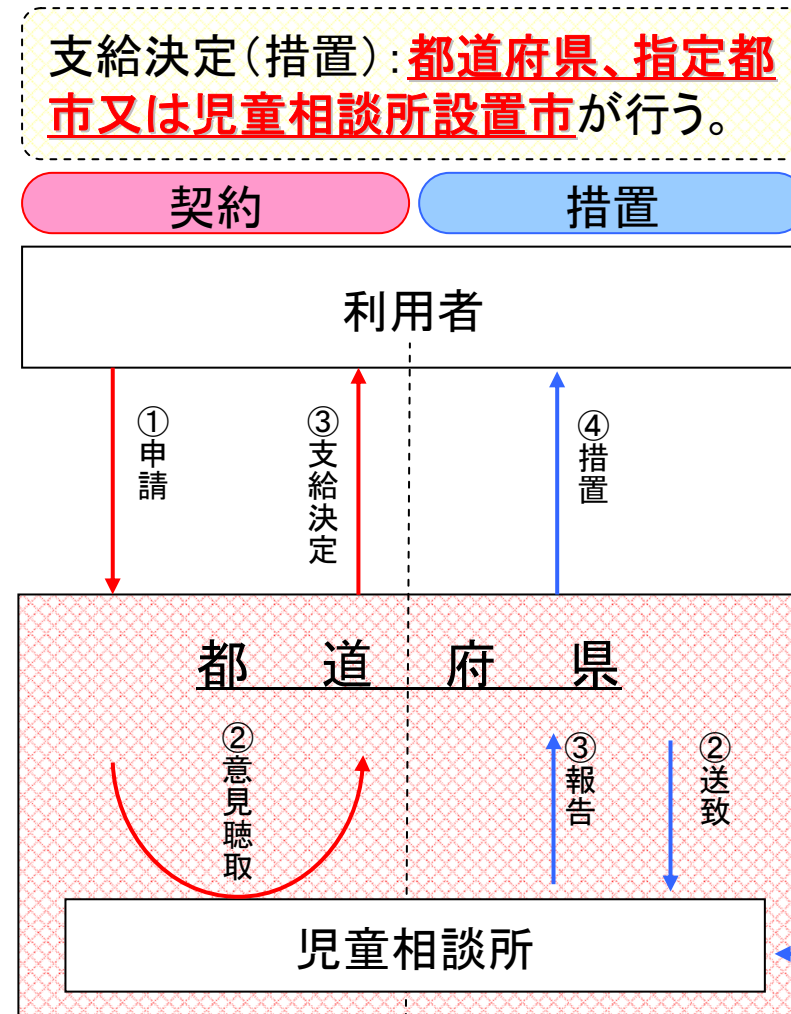 支給決定(措置):都道府県、指定都
市又は児童相談所設置市が行う。
契約
措置
利用者
①申請
③支給決定
④措置
都道府県
②意見聴取
③報告
②送致
児童相談所